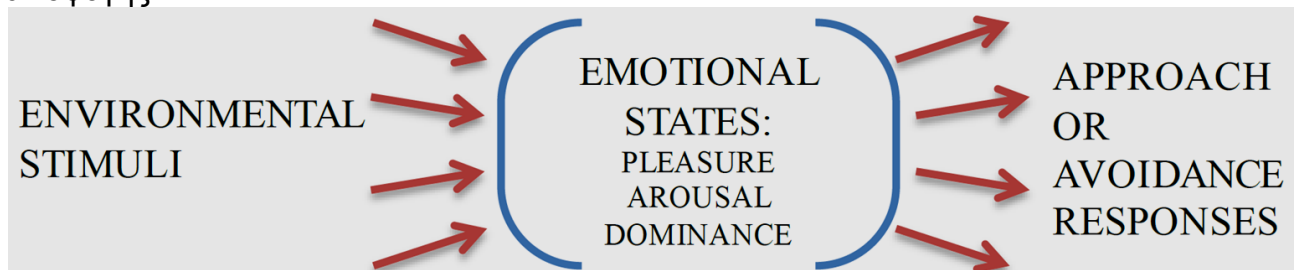 ENVIRONMENTAL
STIMULI
EMOTIONAL
STATES:
PLEASURE
AROUSAL
DOMINANCE
APPROACH
OR
AVOIDANCE
RESPONSES